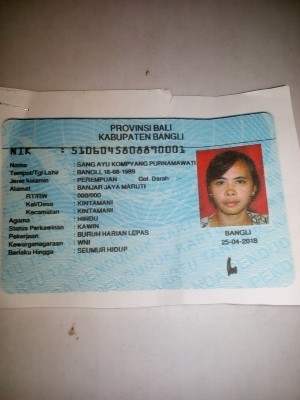 PROVINSI BALI
KABUPATEN BANGLI
NIK : 5106045808890001
Nama : SANG AYU KOMPYANG PURNAMAWATI
Tempat/Tgl Lahir : BANGLI, 18-08-1989
Jenis Kelamin : PEREMPUAN Gol. Darah
Alamat : BANJAR JAYA MARUTI
RT/RW : 000/000
Kel/Desa : KINTAMANI
Kecamatan : KINTAMANI
Agama : HINDU
Status Perkawinan : KAWIN
Pekerjaan : BURUH HARIAN LEPAS
Kewarganegaraan : WNI
Berlaku Hingga : SEUMUR HIDUP
BANGLI
25-04-2018